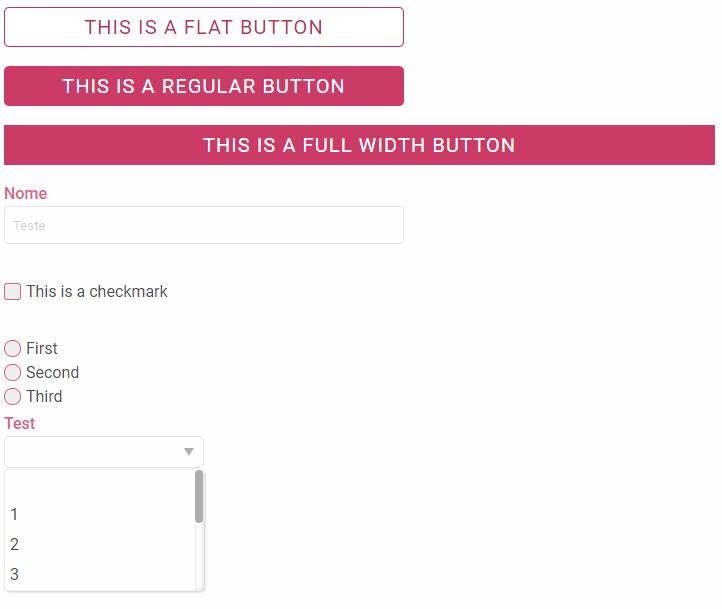 THIS IS A FLAT BUTTON
THIS IS A REGULAR BUTTON
THIS IS A FULL WIDTH BUTTON
Nome
Teste
This is a checkmark
First
Second
Third
Test
1
2
3